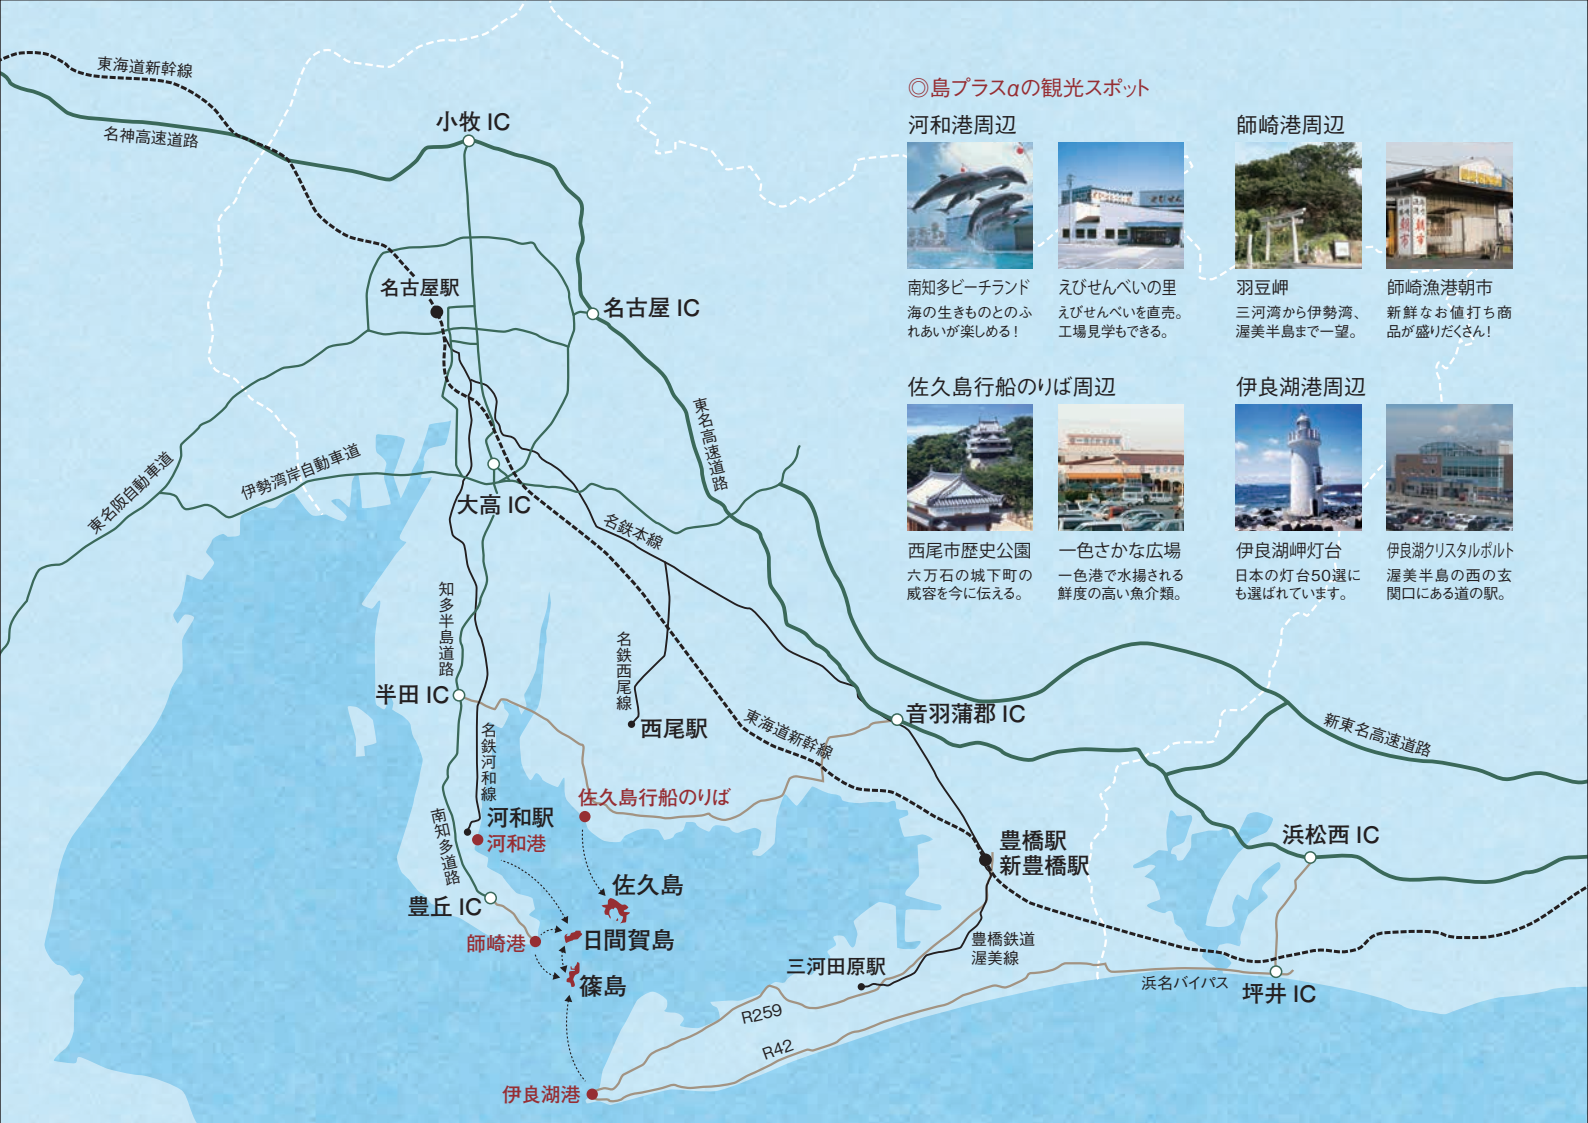 東海道新幹線
名神高速道路
小牧 IC
名古屋駅
名古屋 IC
東名高速道路
東名阪自動車道
伊勢湾岸自動車道
大高 IC
名鉄本線
知多半島道路
名鉄西尾線
半田 IC
西尾駅
東海道新幹線
音羽蒲郡 IC
新東名高速道路
名鉄河和線
南知多道路
河和駅
河和港
佐久島行船のりば
豊橋駅
新豊橋駅
浜松西 IC
佐久島
豊丘 IC
師崎港
日間賀島
篠島
三河田原駅
豊橋鉄道
渥美線
浜名バイパス
坪井 IC
R259
R42
伊良湖港
◎島プラスαの観光スポット
河和港周辺
南知多ビーチランド
海の生きものとのふ
れあいが楽しめる！
えびせんべいの里
えびせんべいを直売。
工場見学もできる。
師崎港周辺
羽豆岬
三河湾から伊勢湾、
渥美半島まで一望。
朝市
朝市
師崎漁港朝市
新鮮なお値打ち商
品が盛りだくさん！
佐久島行船のりば周辺
西尾市歴史公園
六万石の城下町の
威容を今に伝える。
一色さかな広場
一色港で水揚される
鮮度の高い魚介類。
伊良湖港周辺
伊良湖岬灯台
日本の灯台50選に
も選ばれています。
伊良湖クリスタルポルト
渥美半島の西の玄
関口にある道の駅。